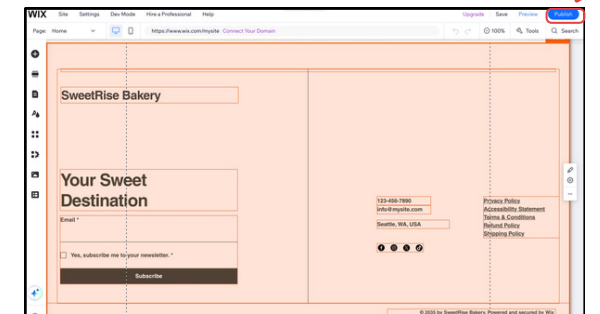 WIX Site Settings Dev Mode Hire a Professional Help Upgrade Save Preview Publish
Page: Home https://www.wix.com/mysite Connect Your Domain 100% Tools Search
SweetRise Bakery
Your Sweet
Destination
Email *
Yes, subscribe me to your newsletter. *
Subscribe
123-456-7890
info@mysite.com
Seattle, WA, USA
Privacy Policy
Accessibility Statement
Terms & Conditions
Refund Policy
Shipping Policy
© 2035 by SweetRise Bakery. Powered and secured by Wix